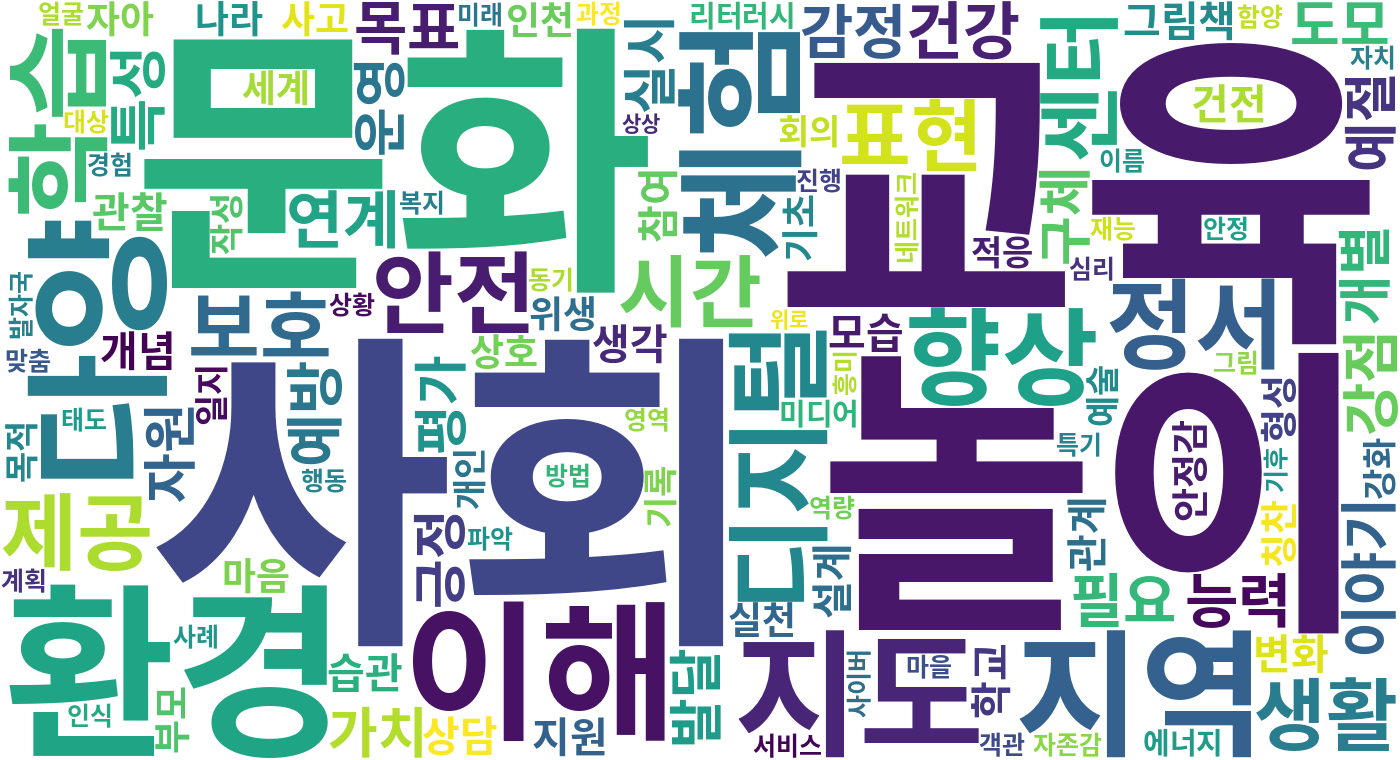 얼굴
자아
나라
사고
목표
미래
인천
과정
리터러시
감정
건강
그림책
함양
도모
학습
특성
문화
세계
운영
실시
체험
교육
센터
육
건전
자치
예절
대상
경험
상상
회의
표현
이름
관찰
작성
연계
복지
참여
진행
기초
네트워크
적응
구체
재능
안정
심리
개별
다양
발자국
상황
안전
동기
시간
맞춤
개념
보호
위생
생각
상호
위로
모습
향상
정서
그림
강점
사회
일지
예방
평가
디지털
흥미
미디어
놀이
예술
형성
목적
태도
자원
영역
특기
안정감
행동
개인
방법
기록
역량
기후
강화
제공
긍정
파악
설계
관계
칭찬
이야기
계획
마음
실천
필요
능력
환경
사례
습관
이해
발달
지도
사이버
마을
학교
지역
변화
생활
인식
부모
가치
상담
지원
서비스
객관
자존감
에너지